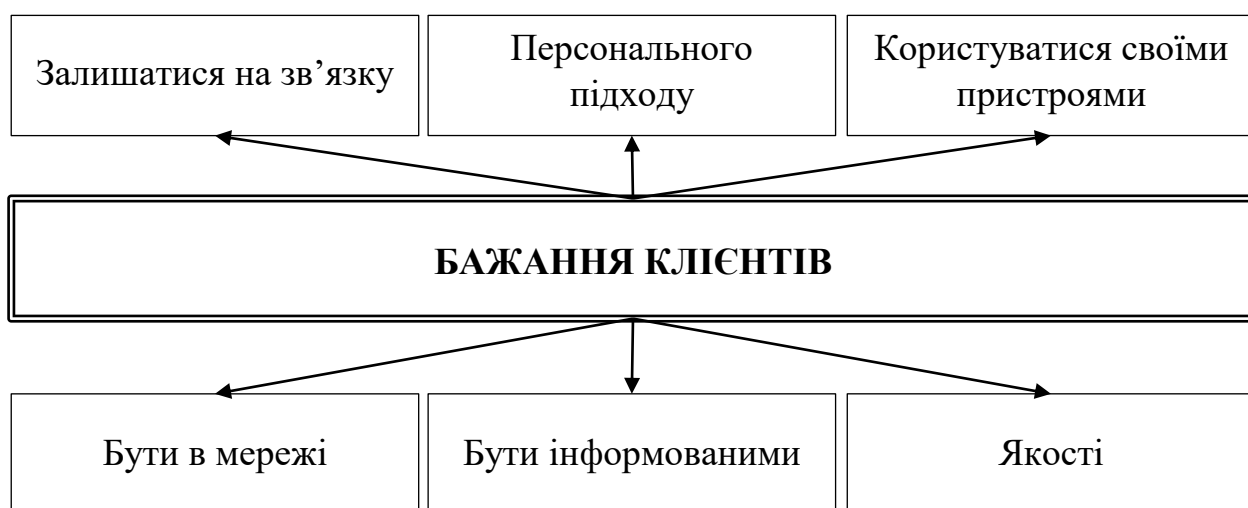 Залишатися на зв’язку
Персонального
підходу
Користуватися своїми
пристроями
БАЖАННЯ КЛІЄНТІВ
Бути в мережі
Бути інформованими
Якості